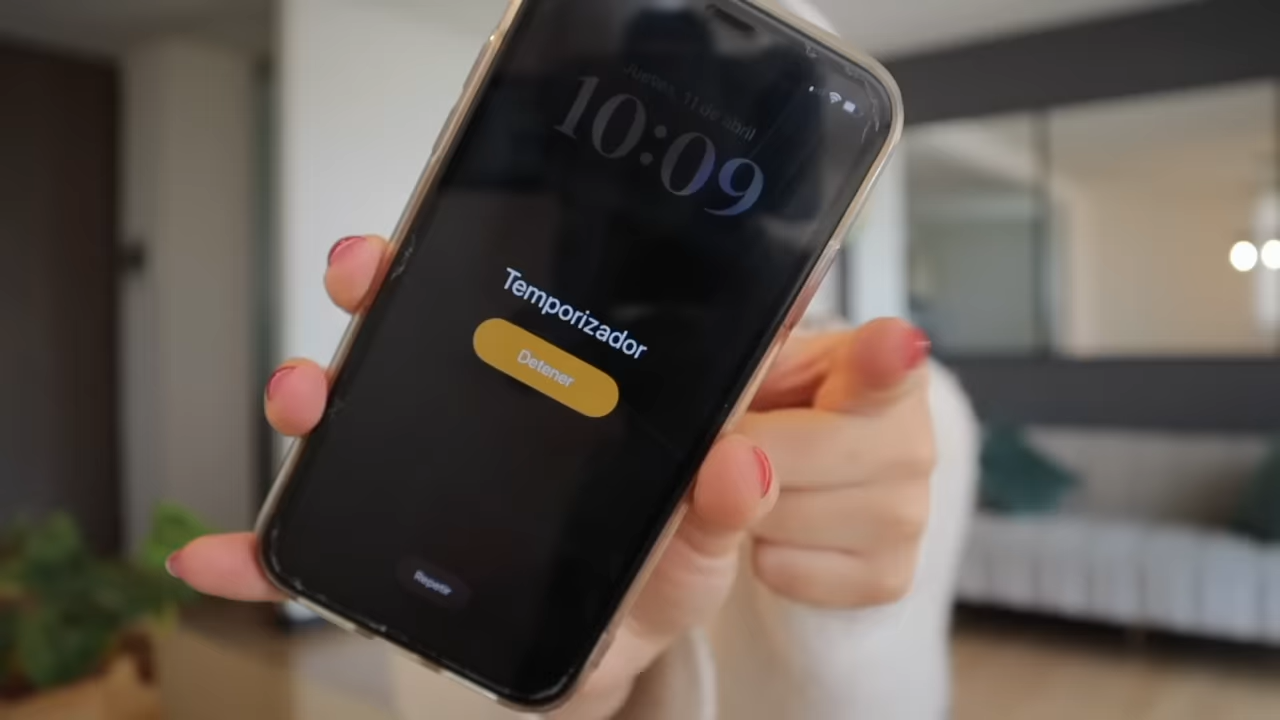 Jueves, 11 de abril
10:09
Temporizador
Detener
Repetir